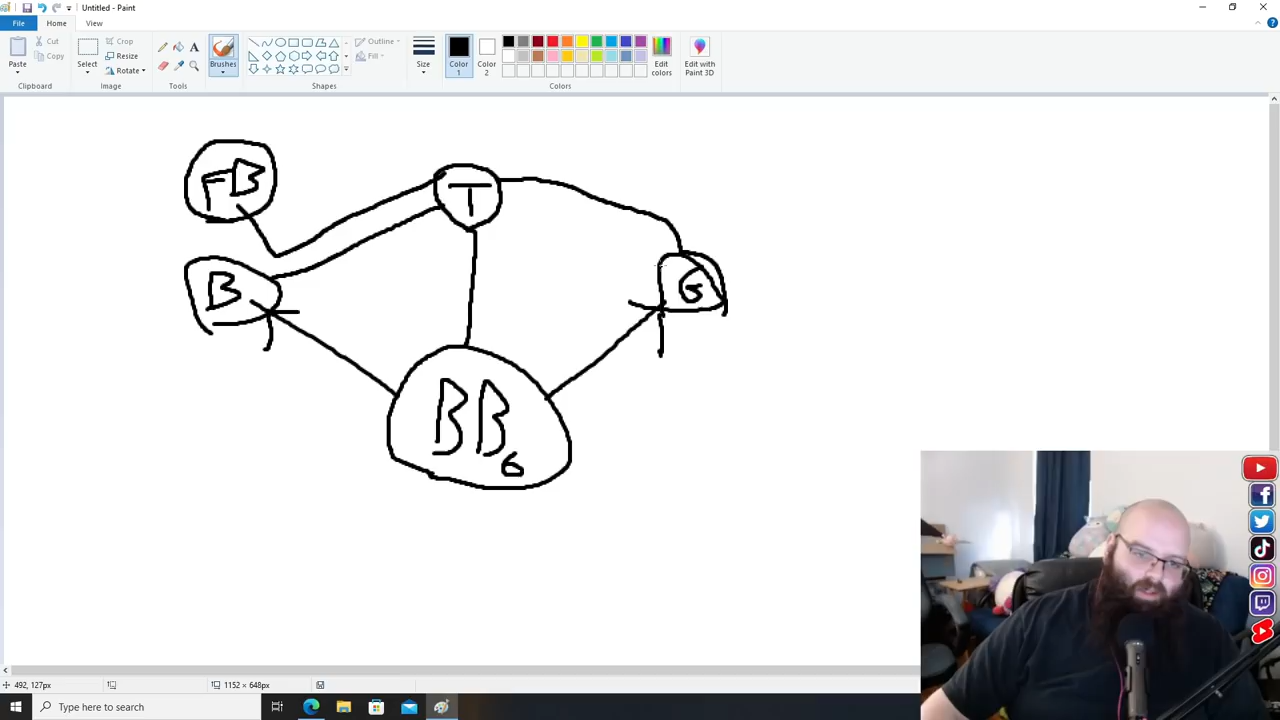 Untitled - Paint
File
Home
View
Paste
Cut
Copy
Clipboard
Select
Crop
Resize
Rotate
Image
A
Tools
Brushes
Outline
Fill
Shapes
Size
Color 1
Color 2
Edit colors
Edit with Paint 3D
Colors
FB
T
B
G
BB6
492, 127px
1152 × 648px
Type here to search